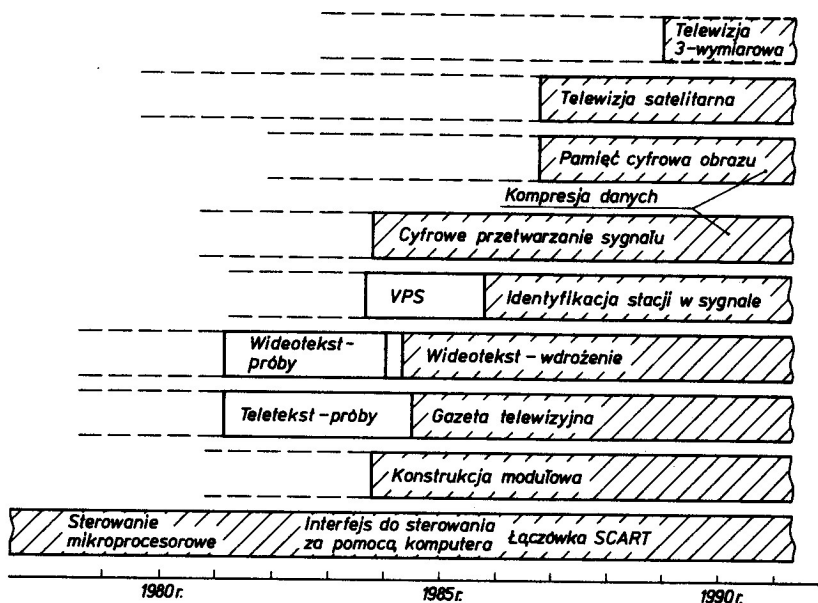 Telewizja
3-wymiarowa
Telewizja satelitarna
Pamięć cyfrowa obrazu
Kompresja danych
Cyfrowe przetwarzanie sygnału
VPS
Identyfikacja stacji w sygnale
Wideotekst-
próby
Wideotekst-wdrożenie
Teletekst-próby
Gazeta telewizyjna
Konstrukcja modułowa
Sterowanie
mikroprocesorowe
Interfejs do sterowania
za pomocą komputera
Łączówka SCART
1980r.
1985r.
1990r.